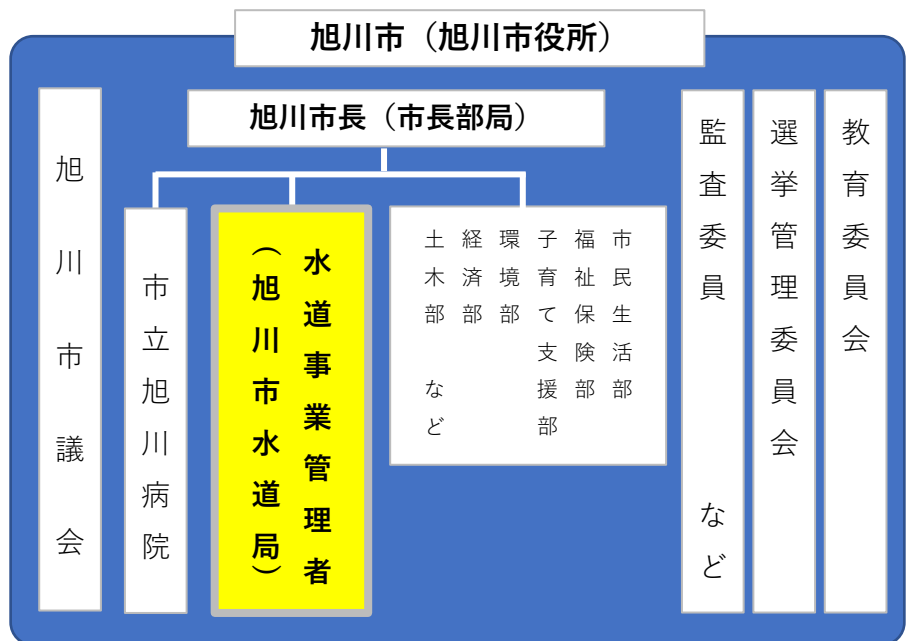 旭川市（旭川市役所）
旭川市議会
旭川市長（市長部局）
市立旭川病院
水道事業管理者
（旭川市水道局）
市民生活部
福祉保険部
子育て支援部
環境部
経済部
土木部　など
教育委員会
選挙管理委員会
監査委員　など